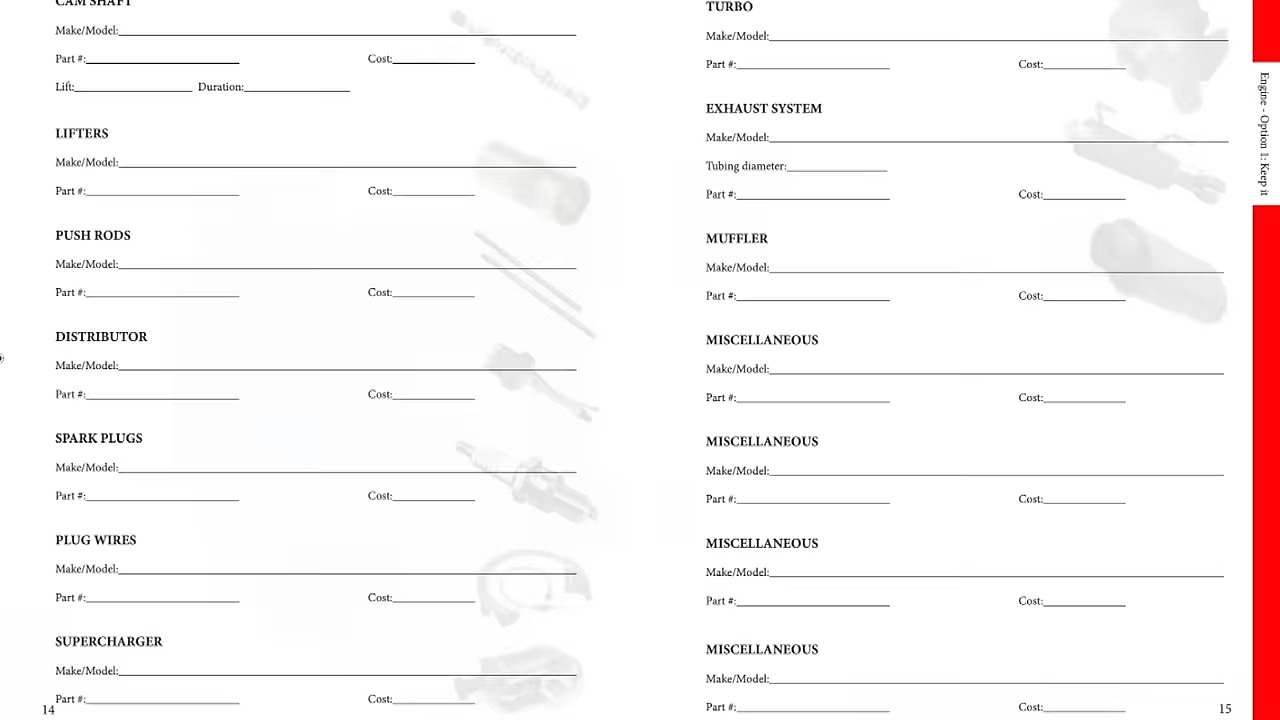 CAM SHAFT
Make/Model:
Part #: Cost:
Lift: Duration:
LIFTERS
Make/Model:
Part #: Cost:
PUSH RODS
Make/Model:
Part #: Cost:
DISTRIBUTOR
Make/Model:
Part #: Cost:
SPARK PLUGS
Make/Model:
Part #: Cost:
PLUG WIRES
Make/Model:
Part #: Cost:
SUPERCHARGER
Make/Model:
Part #: Cost:
14
TURBO
Make/Model:
Part #: Cost:
EXHAUST SYSTEM
Make/Model:
Tubing diameter:
Part #: Cost:
MUFFLER
Make/Model:
Part #: Cost:
MISCELLANEOUS
Make/Model:
Part #: Cost:
MISCELLANEOUS
Make/Model:
Part #: Cost:
MISCELLANEOUS
Make/Model:
Part #: Cost:
MISCELLANEOUS
Make/Model:
Part #: Cost:
15
Engine - Option 1: Keep it